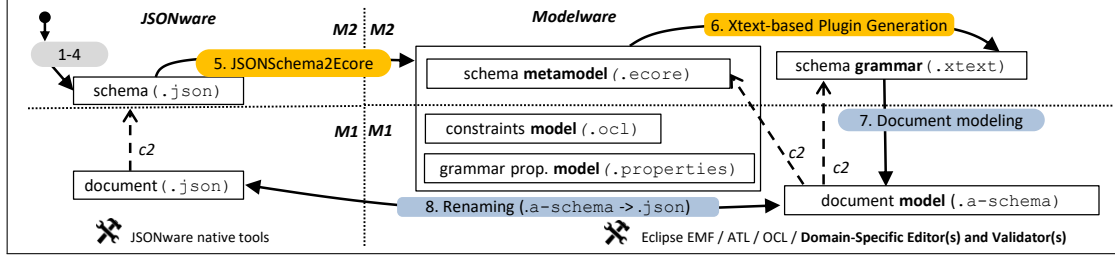 JSONware
Modelware
M2 M2
6. Xtext-based Plugin Generation
1-4
5. JSONSchema2Ecore
schema metamodel (.ecore)
schema grammar (.xtext)
schema (.json)
M1 M1
constraints model (.ocl)
7. Document modeling
c2
c2
c2
grammar prop. model (.properties)
document (.json)
document model (.a-schema)
8. Renaming (.a-schema -> .json)
JSONware native tools
Eclipse EMF / ATL / OCL / Domain-Specific Editor(s) and Validator(s)